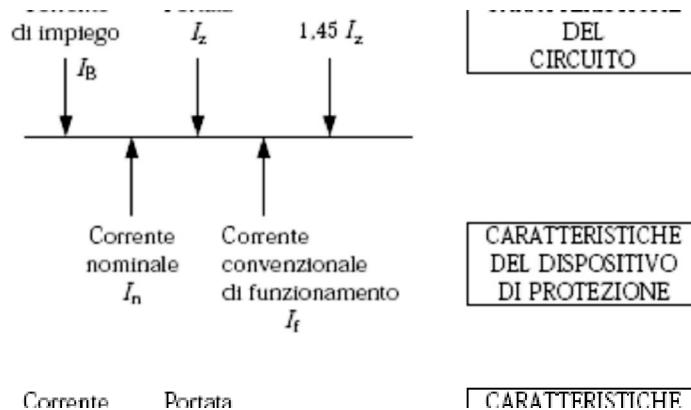 di impiego
I_B
I_z
1,45 I_z
DEL
CIRCUITO
Corrente
nominale
I_n
Corrente
convenzionale
di funzionamento
I_f
CARATTERISTICHE
DEL DISPOSITIVO
DI PROTEZIONE
Corrente
Portata
CARATTERISTICHE